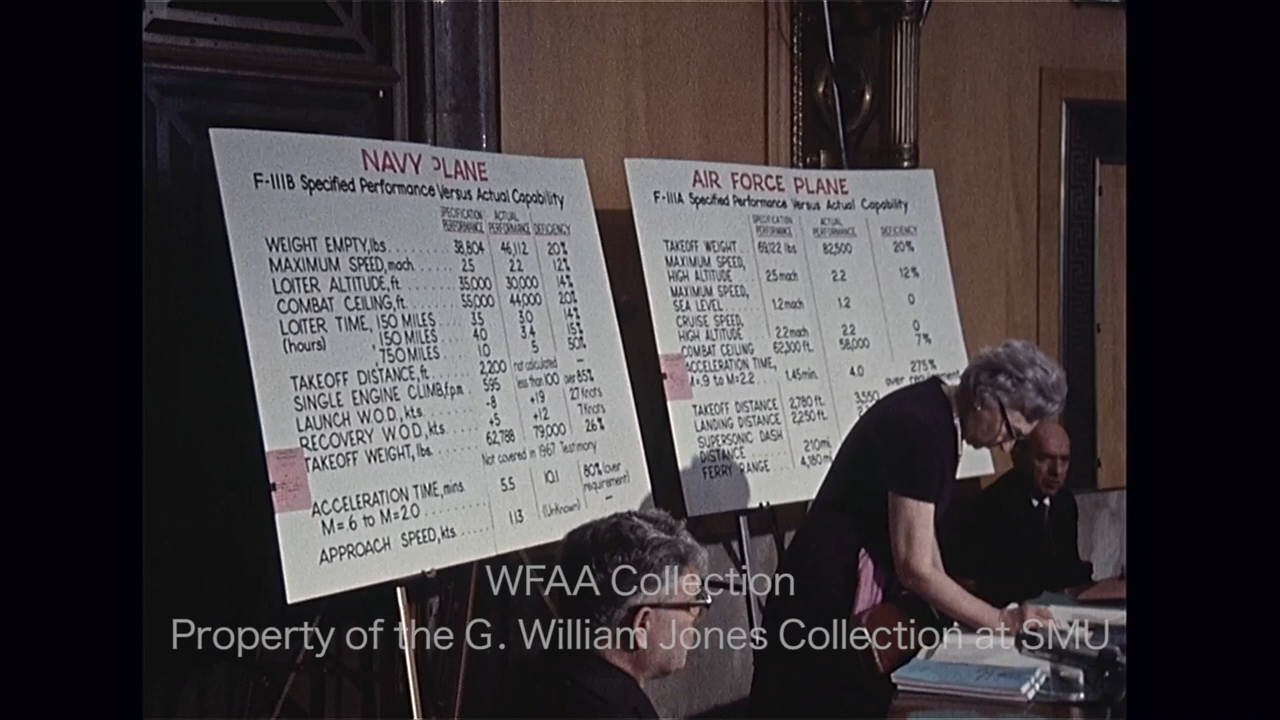 NAVY PLANE
F-111B Specified Performance Versus Actual Capability
SPECIFICATION PERFORMANCE ACTUAL PERFORMANCE DEFICIENCY
WEIGHT EMPTY, lbs. 38,804 46,112 20%
MAXIMUM SPEED, mach 2.5 2.2 12%
LOITER ALTITUDE, ft 35,000 30,000 14%
COMBAT CEILING, ft. 55,000 44,000 20%
LOITER TIME, 150 MILES 3.5 3.0 14%
(hours) , 150 MILES 4.0 3.4 15%
, 750 MILES 1.0 .5 50%
TAKEOFF DISTANCE, ft. 2,200 not calculated —
SINGLE ENGINE CLIMB, f.p.m. 595 less than 100 over 85%
LAUNCH W.O.D., kts. -8 +19 27 knots
RECOVERY W.O.D., kts. +5 +12 7 knots
TAKEOFF WEIGHT, lbs. 62,788 79,000 26%
Not covered in 1967 Testimony
ACCELERATION TIME, mins. 5.5 10.1 80% (over
M=.6 to M=2.0 requirement)
APPROACH SPEED, kts. 113 (Unknown) —
AIR FORCE PLANE
F-111A Specified Performance Versus Actual Capability
SPECIFICATION PERFORMANCE ACTUAL PERFORMANCE DEFICIENCY
TAKEOFF WEIGHT 69,122 lbs 82,500 20%
MAXIMUM SPEED,
HIGH ALTITUDE 2.5 mach 2.2 12%
MAXIMUM SPEED,
SEA LEVEL 1.2 mach 1.2 0
CRUISE SPEED,
HIGH ALTITUDE 2.2 mach 2.2 0
COMBAT CEILING 62,300 ft. 58,000 7%
ACCELERATION TIME,
M=.9 to M=2.2 1.45 min. 4.0 275%
over
TAKEOFF DISTANCE 2,780 ft. 3,550
LANDING DISTANCE 2,250 ft.
SUPERSONIC DASH
DISTANCE 210 mi.
FERRY RANGE 4,180 mi.
WFAA Collection
Property of the G. William Jones Collection at SMU